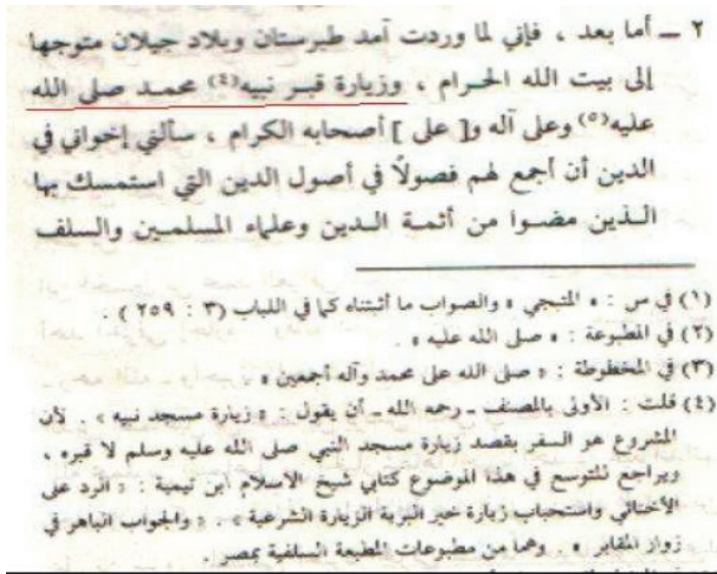 ٢ ــ أما بعد ، فإني لما وردت آمد طبرستان وبلاد جيلان متوجها
إلى بيت الله الحرام ، وزيارة قبر نبيه(٤) محمد صلى الله
عليه(٥) وعلى آله و[ على ] أصحابه الكرام ، سألني إخواني في
الدين أن أجمع لهم فصولاً في أصول الدين التي استمسك بها
الذين مضوا من أئمة الدين وعلماء المسلمين والسلف
(١) في س : « المنبجي » والصواب ما أثبتناه كما في اللباب (٣ : ٢٥٩ ) .
(٢) في المطبوعة : « صلى الله عليه » .
(٣) في المخطوطة : « صلى الله على محمد وآله أجمعين »
(٤) قلت : الأولى بالمصنف ـ رحمه الله ـ أن يقول : « زيارة مسجد نبيه » . لأن
المشروع هو السفر بقصد زيارة مسجد النبي صلى الله عليه وسلم لا قبره ،
ويراجع للتوسع في هذا الموضوع كتابي شيخ الاسلام ابن تيمية : « الرد على
الأخنائي واستحباب زيارة خير البرية الزيارة الشرعية » . « والجواب الباهر في
زوار المقابر » . وهما من مطبوعات المطبعة السلفية بمصر .